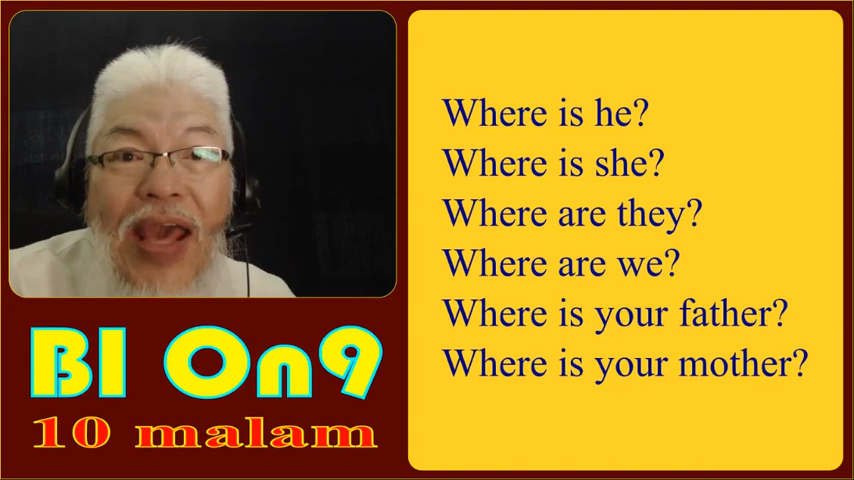 Where is he?
Where is she?
Where are they?
Where are we?
Where is your father?
Where is your mother?
BI On9
10 malam